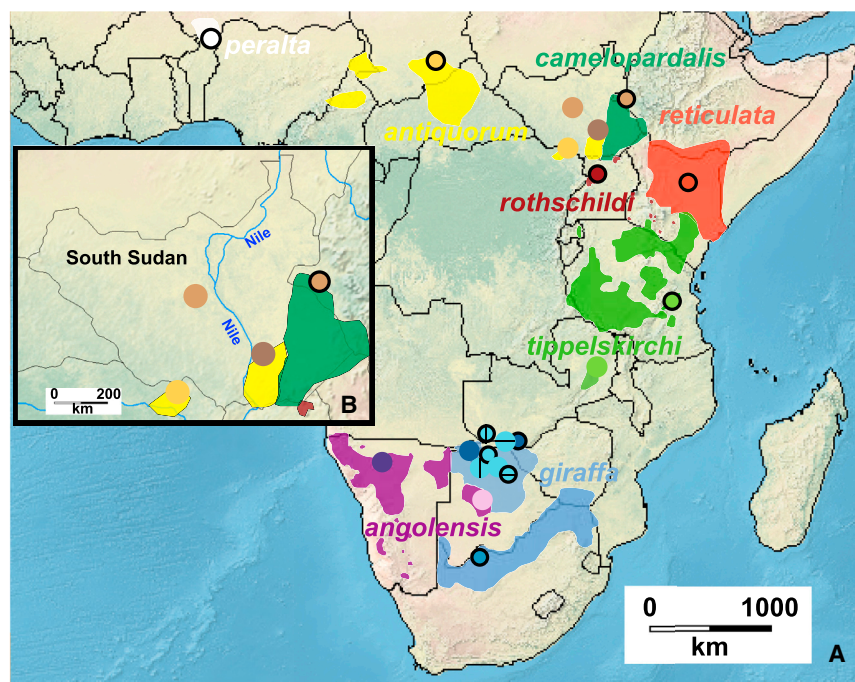 peralta
camelopardalis
antiquorum
reticulata
rothschildi
South Sudan
Nile
Nile
0 200
km
B
tippelskirchi
giraffa
angolensis
0 1000
km
A